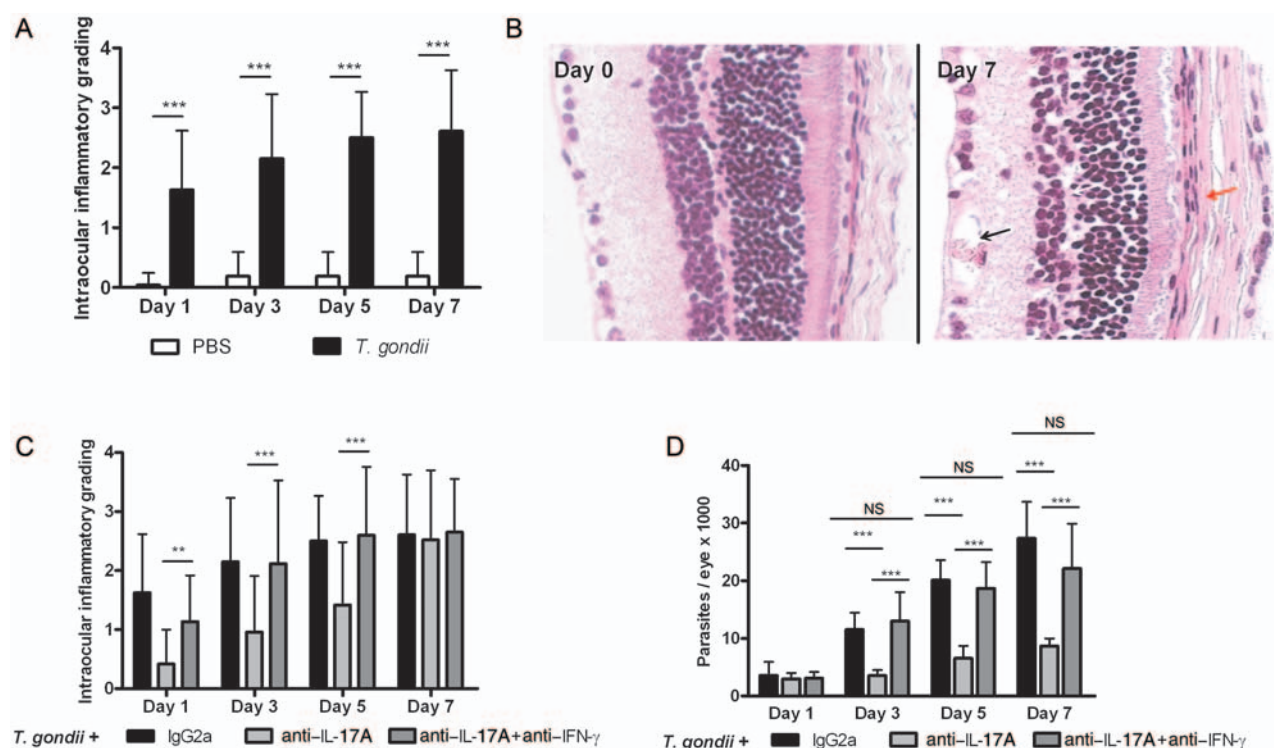 A
Intraocular inflammatory grading
4
3
2
1
0
***
***
***
***
Day 1 Day 3 Day 5 Day 7
PBS T. gondii
B
Day 0
Day 7
C
Intraocular inflammatory grading
4
3
2
1
0
**
***
***
Day 1 Day 3 Day 5 Day 7
T. gondii + IgG2a anti–IL-17A anti–IL-17A+anti–IFN-γ
D
Parasites / eye x 1000
40
30
20
10
0
NS
***
***
NS
***
***
NS
***
***
Day 1 Day 3 Day 5 Day 7
T. gondii + IgG2a anti–IL-17A anti–IL-17A+anti–IFN-γ